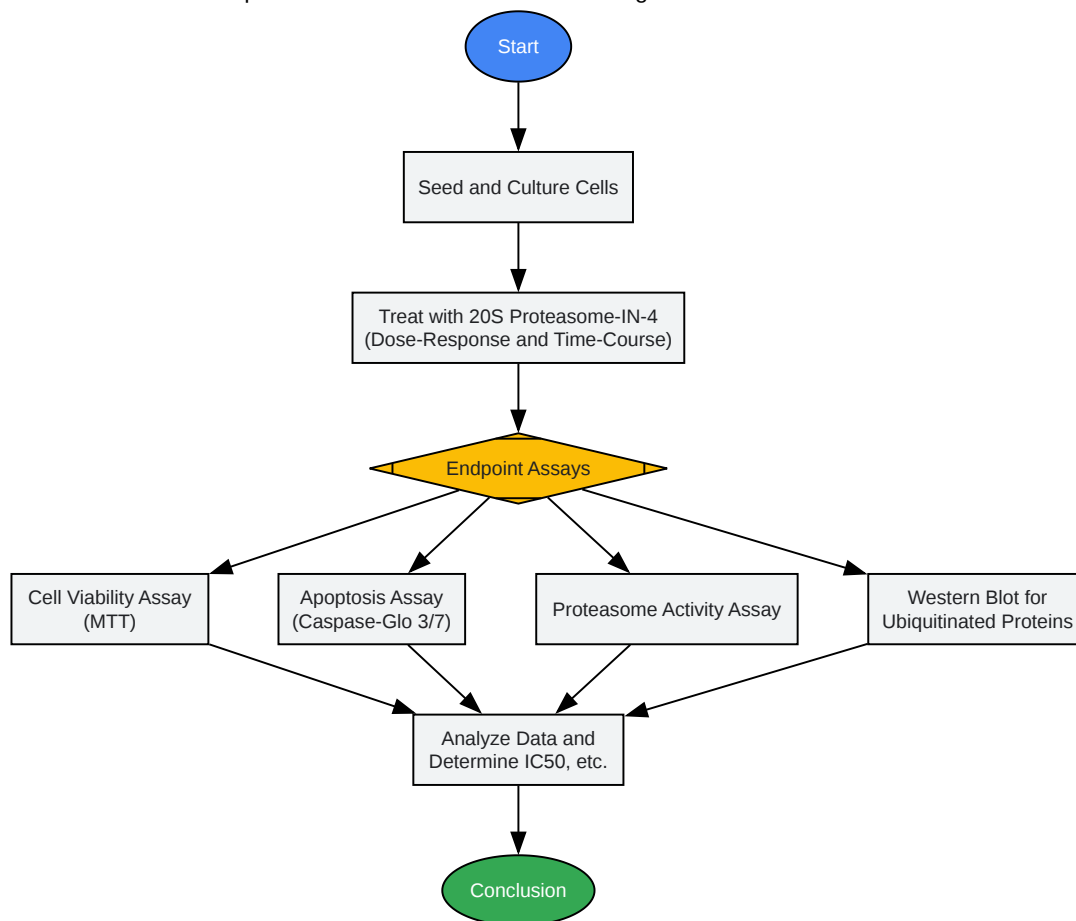 Start
Seed and Culture Cells
Treat with 20S Proteasome-IN-4
(Dose-Response and Time-Course)
Endpoint Assays
Cell Viability Assay
(MTT)
Apoptosis Assay
(Caspase-Glo 3/7)
Proteasome Activity Assay
Western Blot for
Ubiquitinated Proteins
Analyze Data and
Determine IC50, etc.
Conclusion